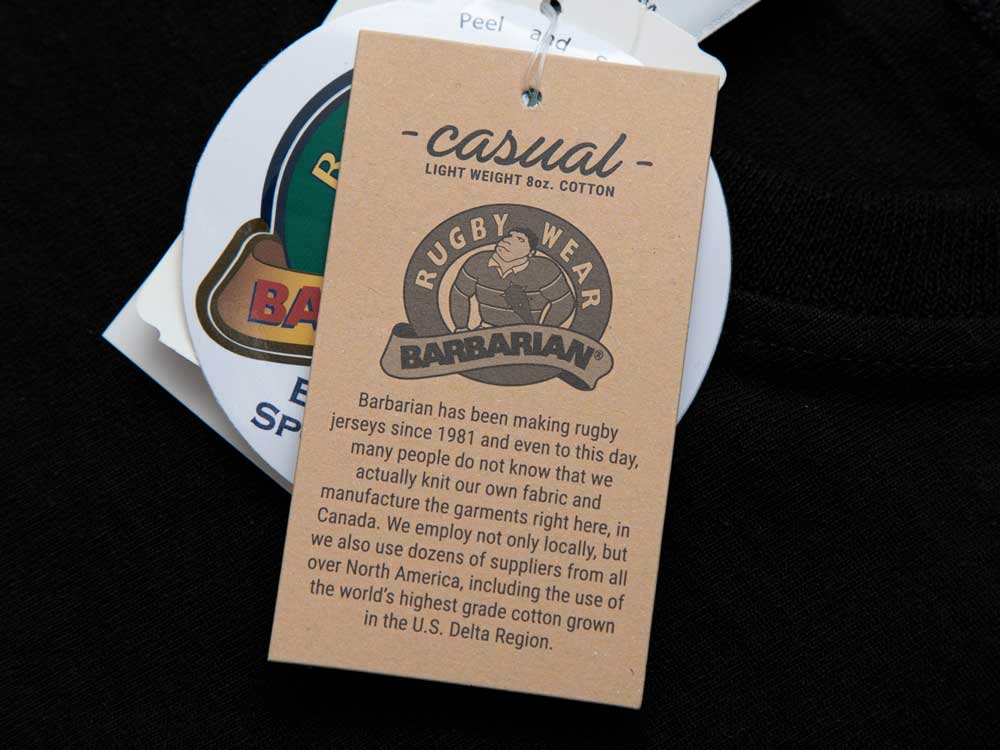 Peel and
- casual -
LIGHT WEIGHT 8oz. COTTON
RUGBY WEAR
BARBARIAN®
Barbarian has been making rugby
jerseys since 1981 and even to this day,
many people do not know that we
actually knit our own fabric and
manufacture the garments right here, in
Canada. We employ not only locally, but
we also use dozens of suppliers from all
over North America, including the use of
the world's highest grade cotton grown
in the U.S. Delta Region.
BA
SP